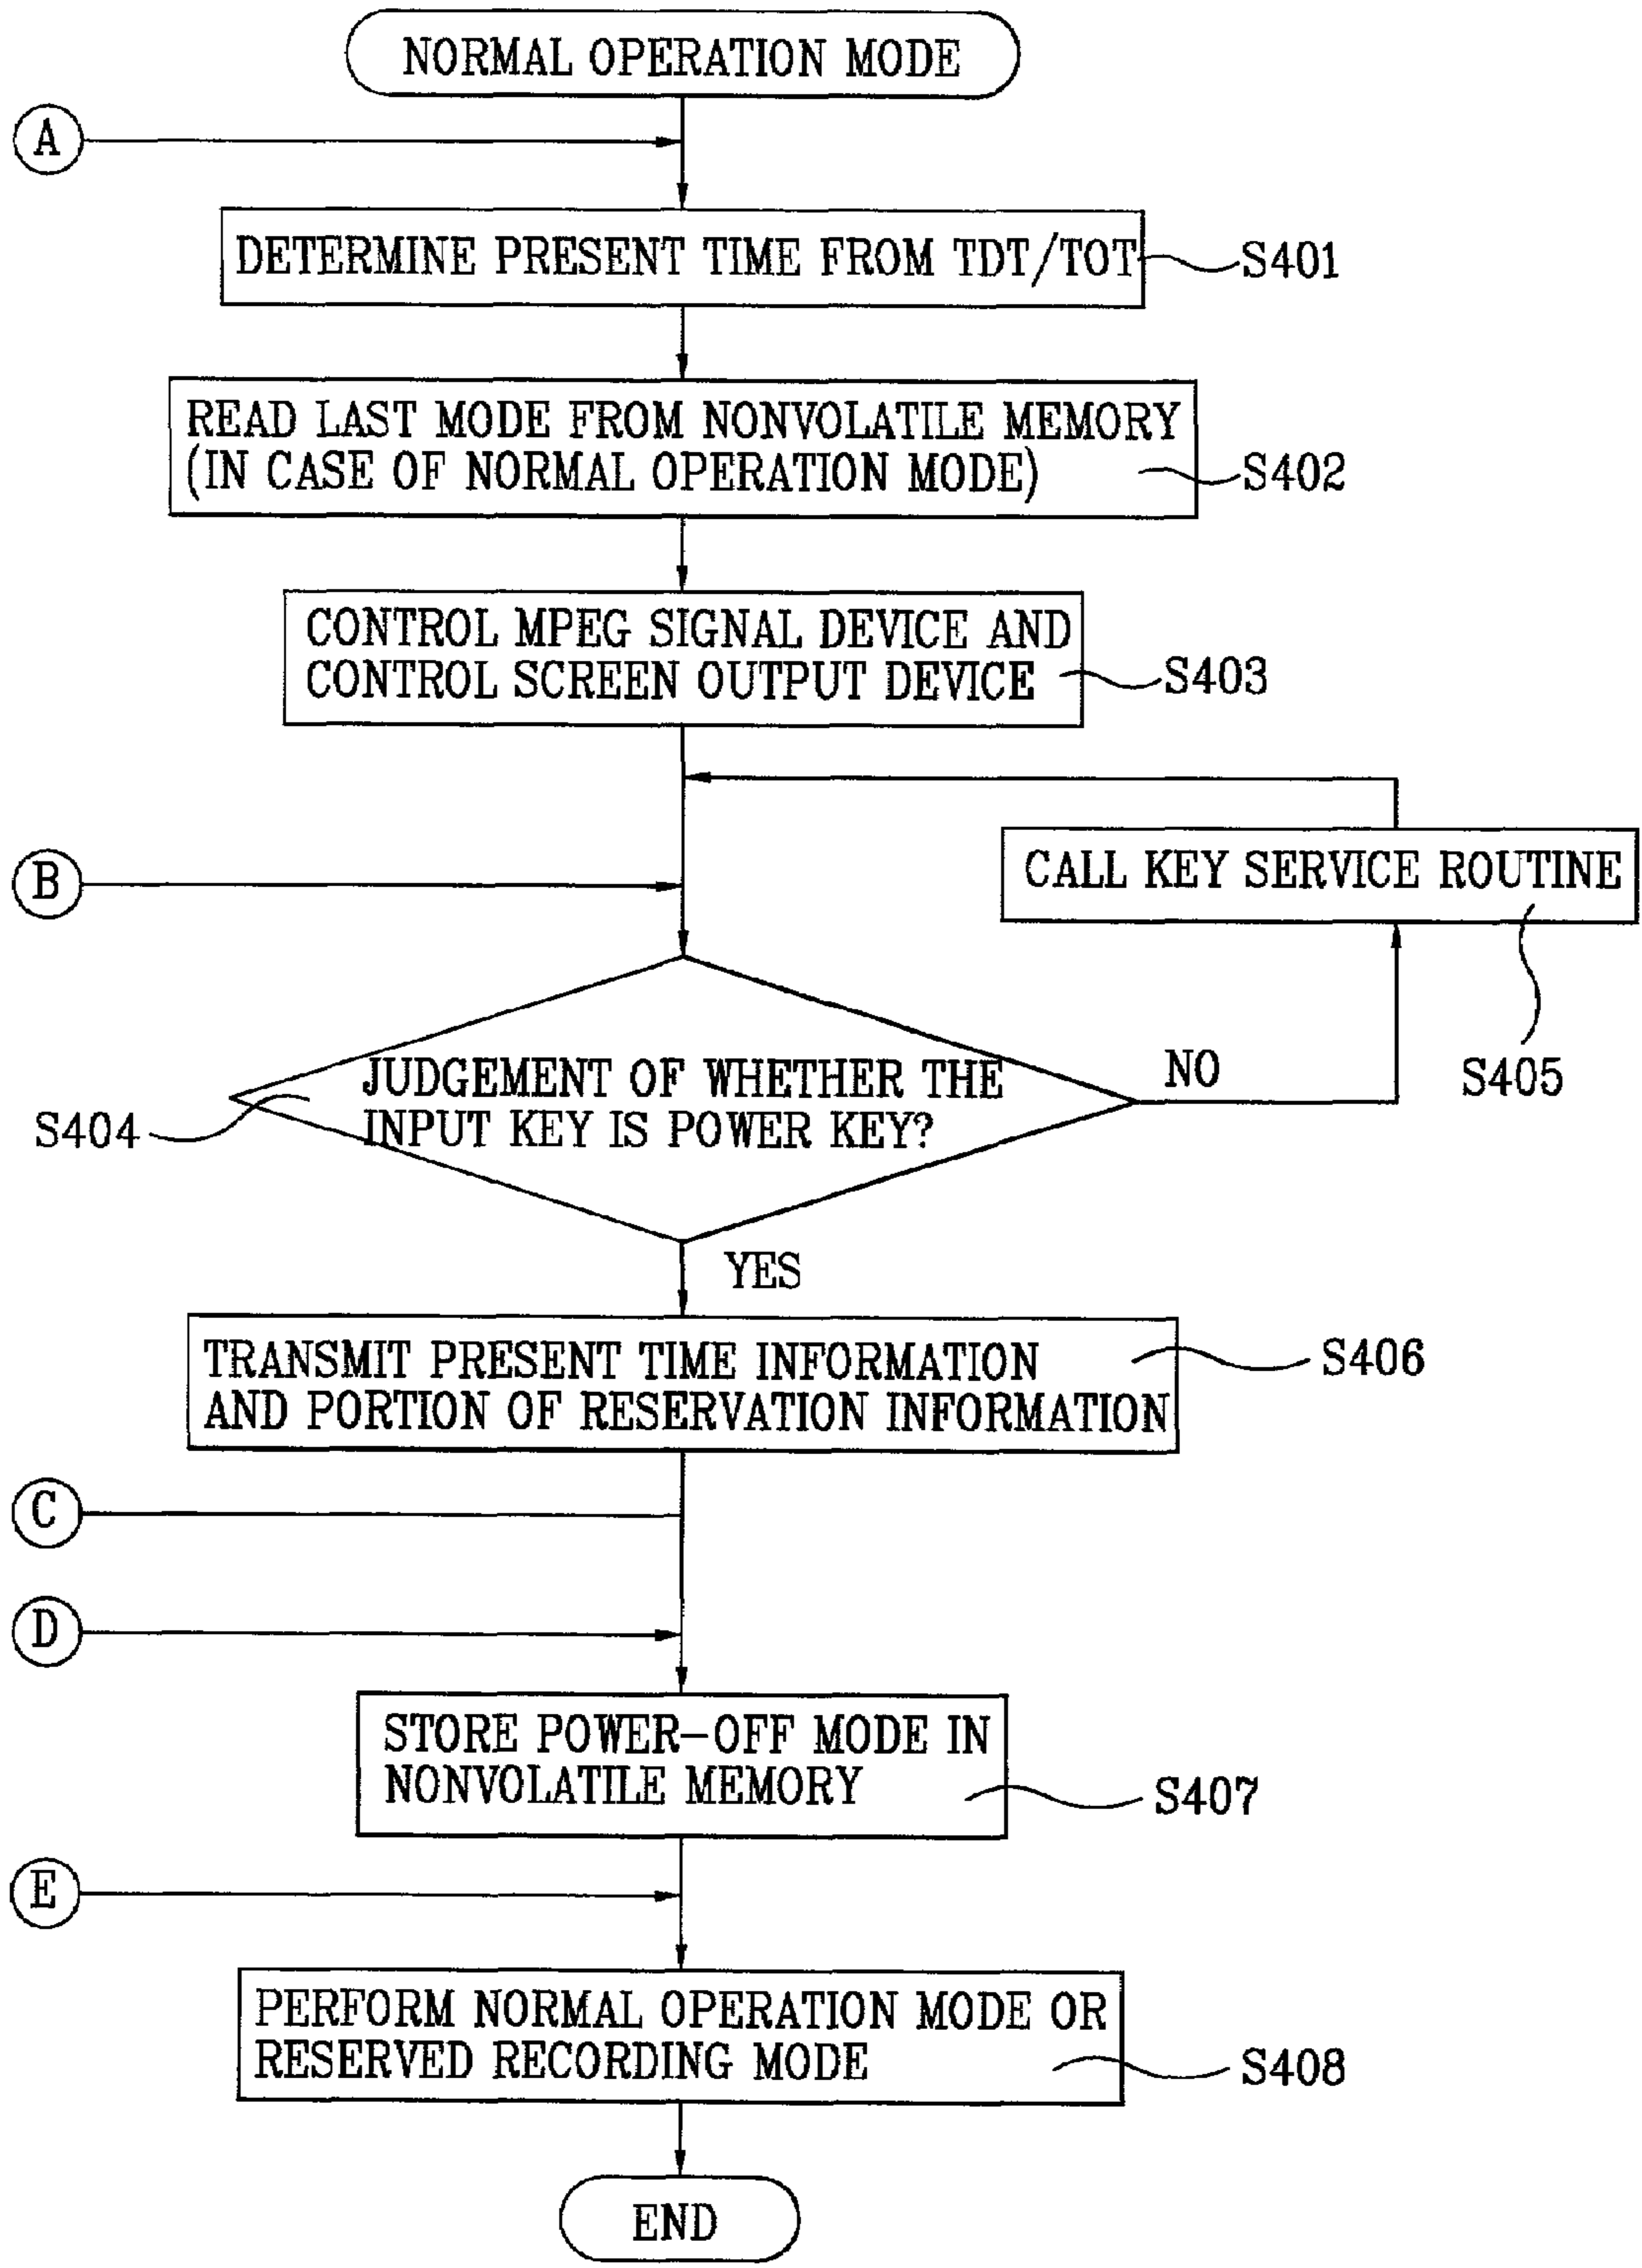 NORMAL OPERATION MODE
A
DETERMINE PRESENT TIME FROM TDT/TOT
S401
READ LAST MODE FROM NONVOLATILE MEMORY
(IN CASE OF NORMAL OPERATION MODE)
S402
CONTROL MPEG SIGNAL DEVICE AND
CONTROL SCREEN OUTPUT DEVICE
S403
B
CALL KEY SERVICE ROUTINE
S405
JUDGEMENT OF WHETHER THE
INPUT KEY IS POWER KEY?
S404
NO
YES
TRANSMIT PRESENT TIME INFORMATION
AND PORTION OF RESERVATION INFORMATION
S406
C
D
STORE POWER-OFF MODE IN
NONVOLATILE MEMORY
S407
E
PERFORM NORMAL OPERATION MODE OR
RESERVED RECORDING MODE
S408
END